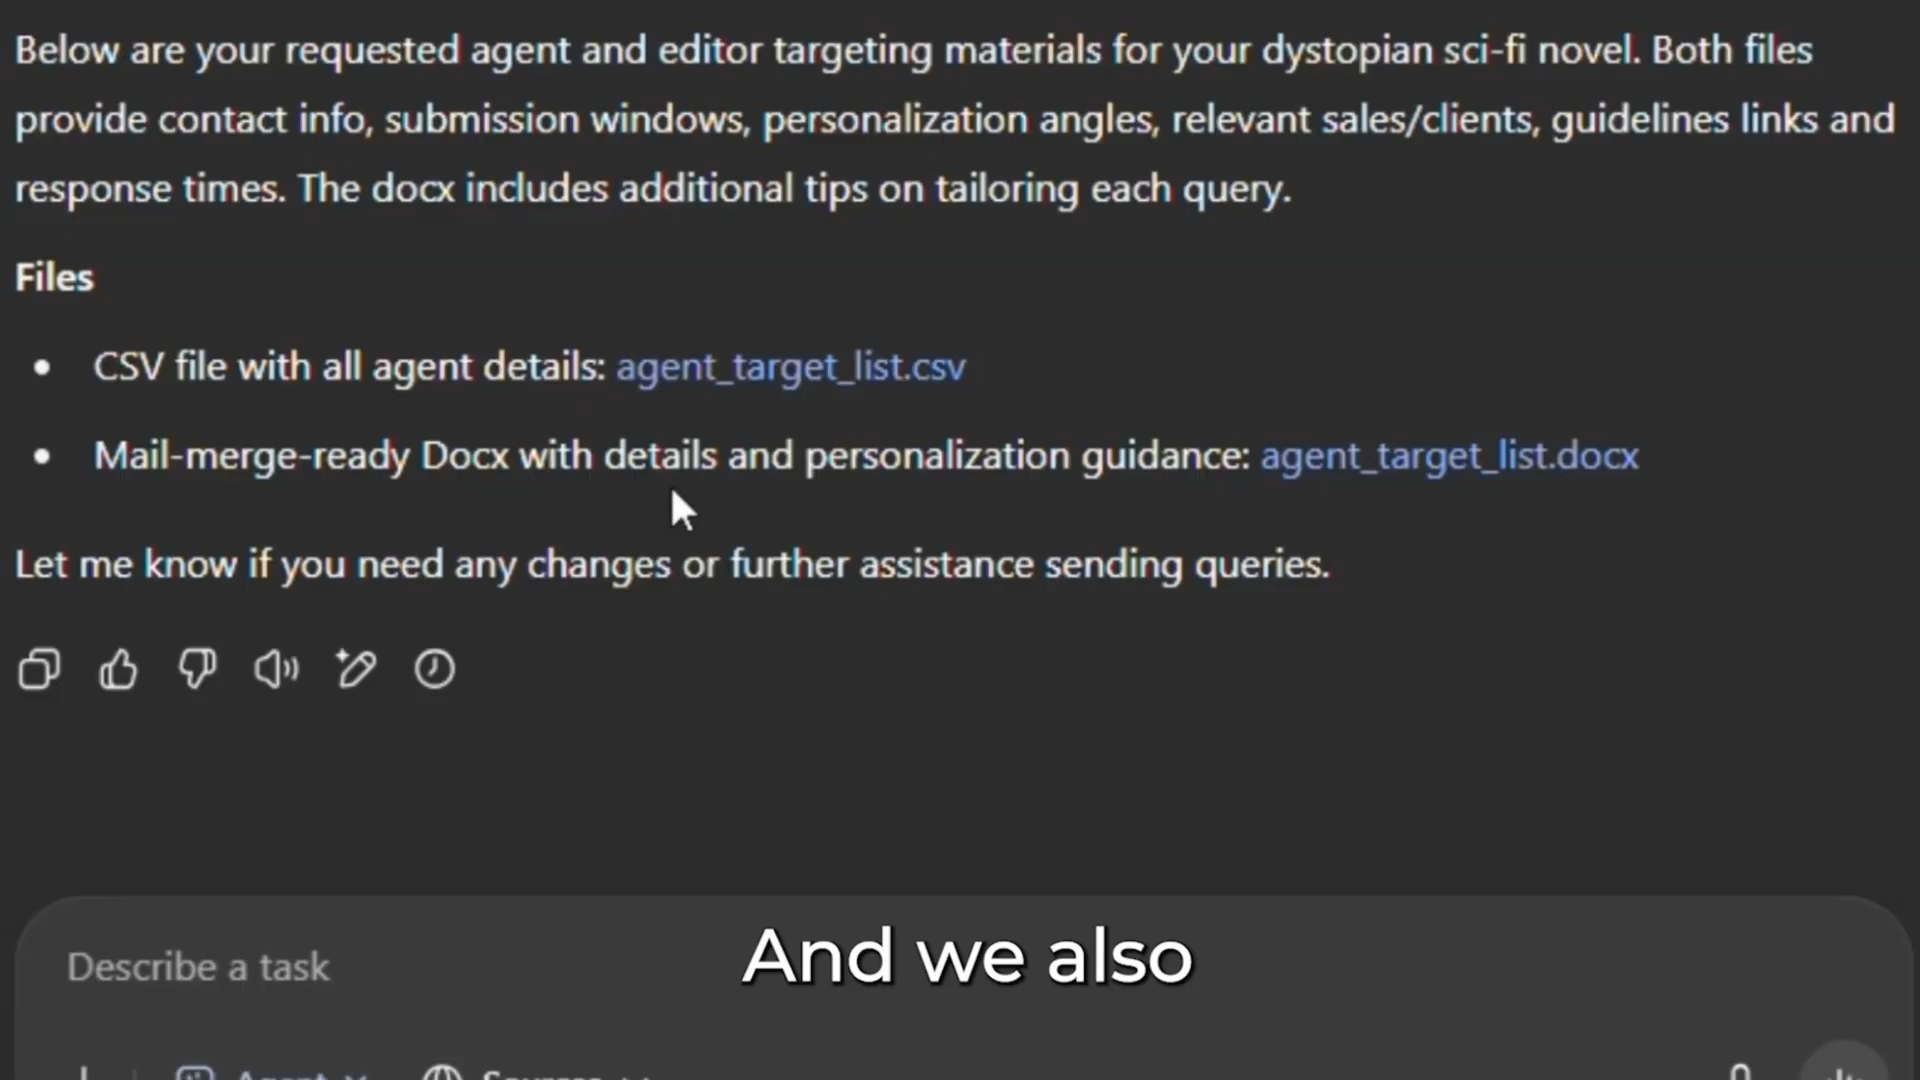 Below are your requested agent and editor targeting materials for your dystopian sci-fi novel. Both files
provide contact info, submission windows, personalization angles, relevant sales/clients, guidelines links and
response times. The docx includes additional tips on tailoring each query.
Files
• CSV file with all agent details: agent_target_list.csv
• Mail-merge-ready Docx with details and personalization guidance: agent_target_list.docx
Let me know if you need any changes or further assistance sending queries.
Describe a task
And we also
Agent
Sources